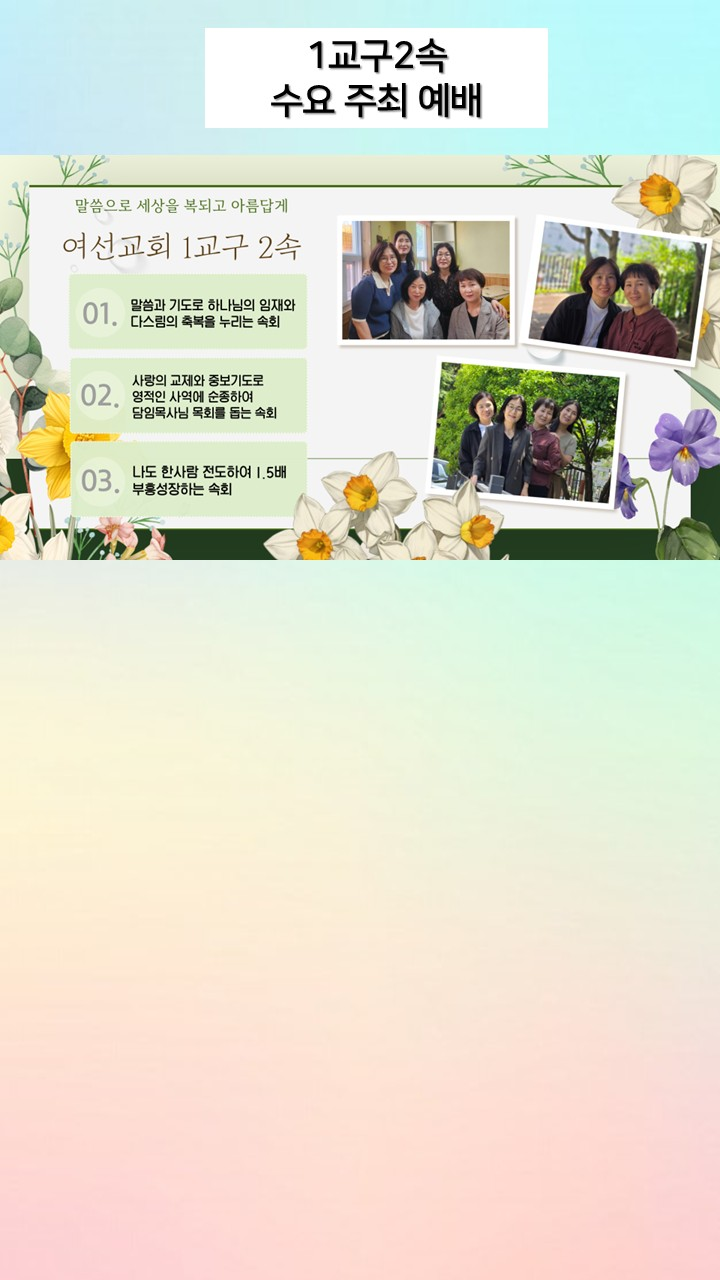 1교구2속
수요 주최 예배
말씀으로 세상을 복되고 아름답게
여선교회 1교구 2속
01.
말씀과 기도로 하나님의 임재와
다스림의 축복을 누리는 속회
02.
사랑의 교제와 중보기도로
영적인 사역에 순종하여
담임목사님 목회를 돕는 속회
03.
나도 한사람 전도하여 1.5배
부흥성장하는 속회